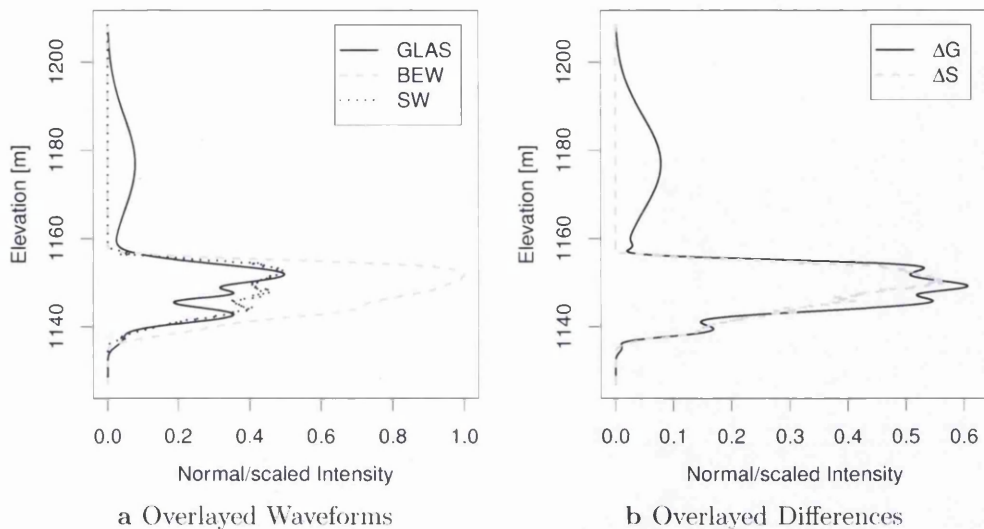 GLAS
BEW
SW
Elevation [m]
1200
1180
1160
1140
0.0 0.2 0.4 0.6 0.8 1.0
Normal/scaled Intensity
a Overlayed Waveforms
ΔG
ΔS
Elevation [m]
1200
1180
1160
1140
0.0 0.1 0.2 0.3 0.4 0.5 0.6
Normal/scaled Intensity
b Overlayed Differences